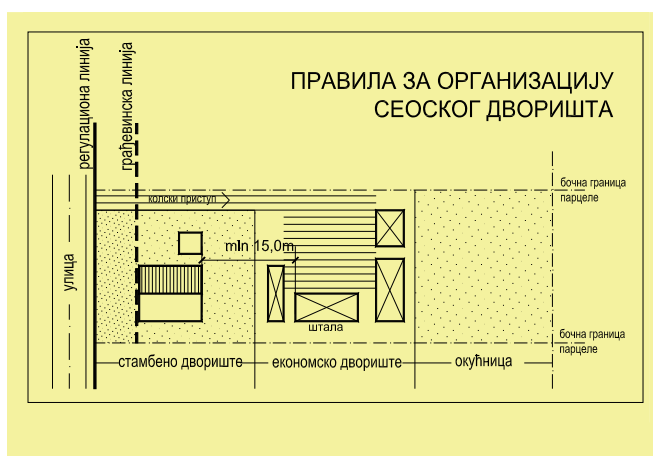 ПРАВИЛА ЗА ОРГАНИЗАЦИЈУ
СЕОСКОГ ДВОРИШТА
регулациона линија
грађевинска линија
бочна граница
парцеле
колски приступ
min 15,0m
улица
штала
бочна граница
парцеле
стамбено двориште
економско двориште
окућница